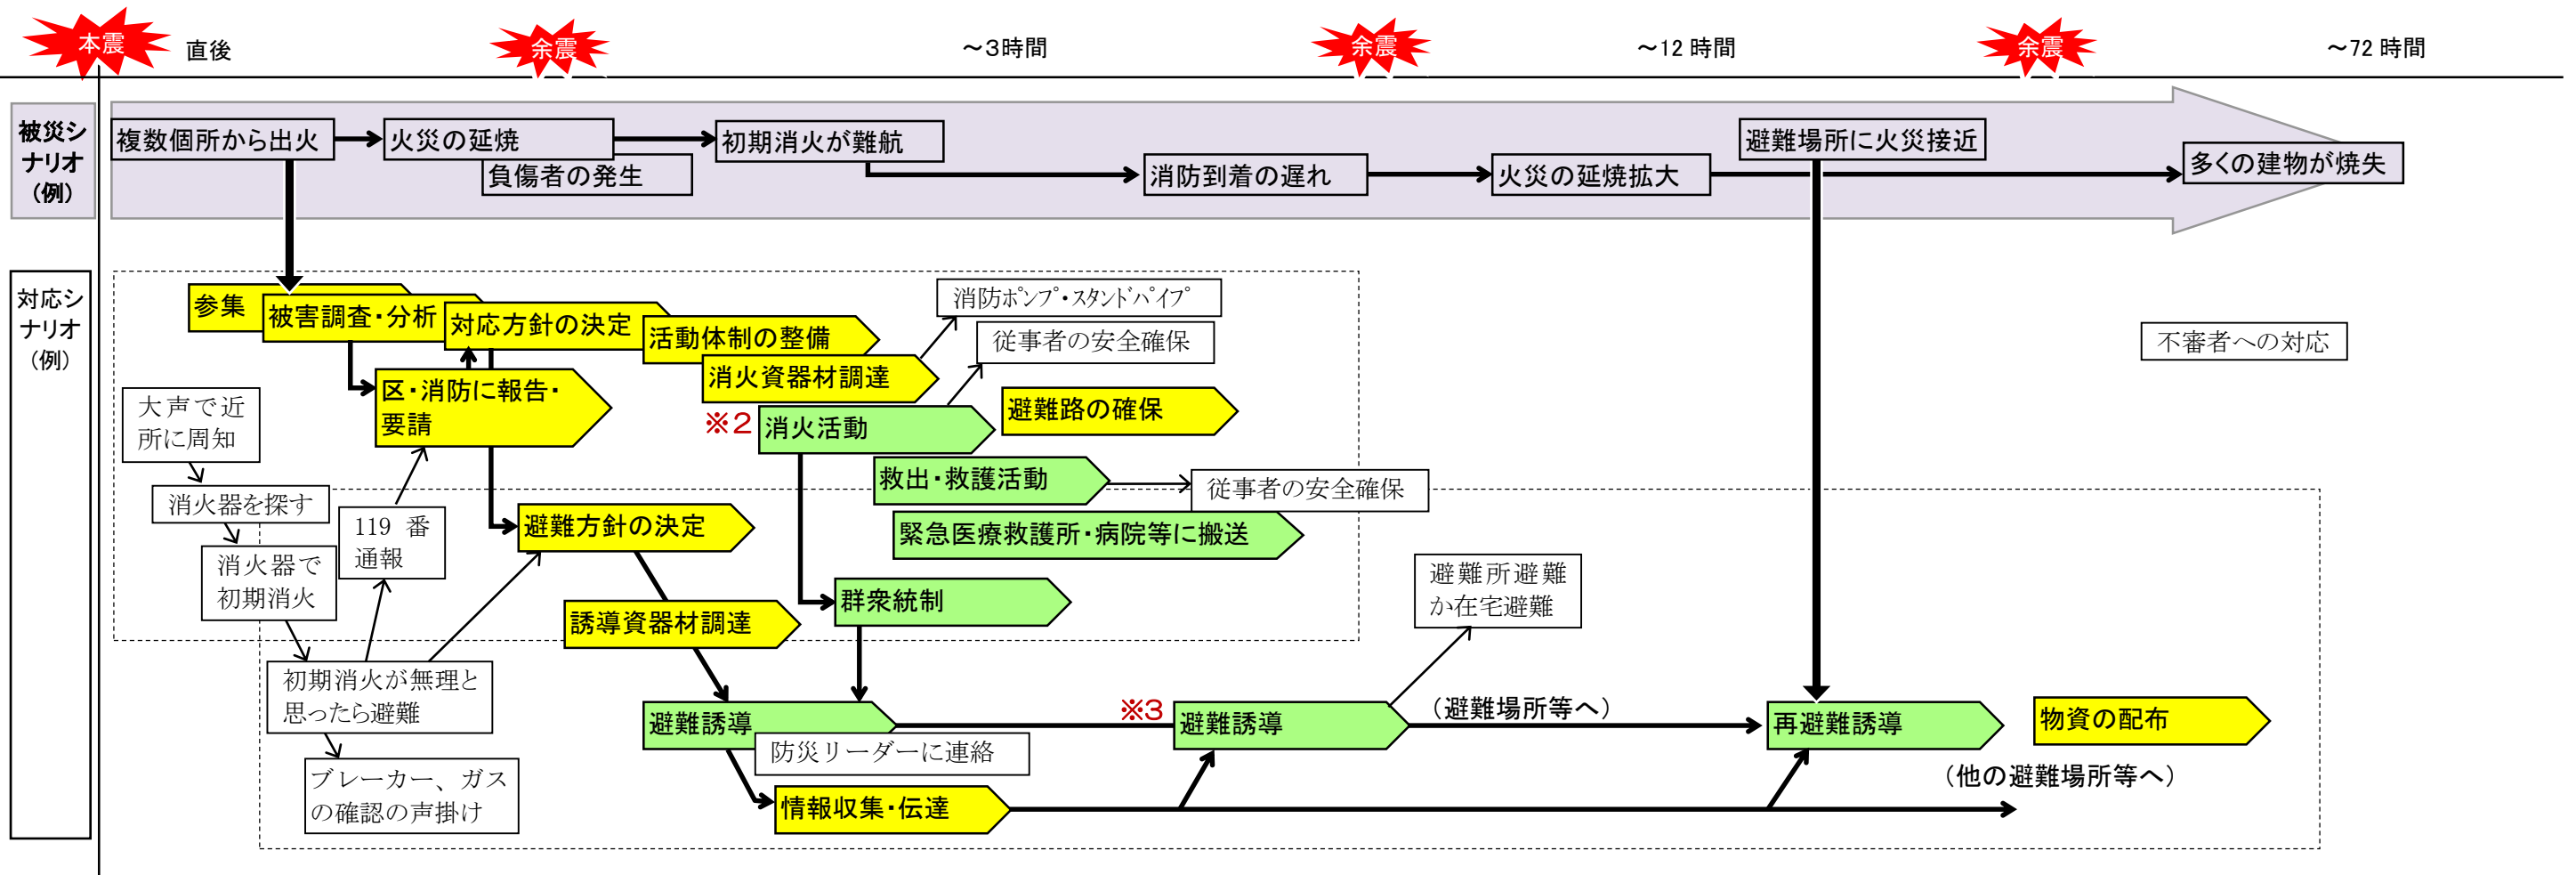 本震
直後
余震
～3時間
余震
～12 時間
余震
～72 時間
被災シ
ナリオ
（例）
複数個所から出火
火災の延焼
負傷者の発生
初期消火が難航
消防到着の遅れ
火災の延焼拡大
避難場所に火災接近
多くの建物が焼失
対応シ
ナリオ
（例）
参集
被害調査・分析
対応方針の決定
活動体制の整備
消火資器材調達
消防ﾎﾟﾝﾌﾟ・ｽﾀﾝﾄﾞﾊﾟｲﾌﾟ
従事者の安全確保
不審者への対応
区・消防に報告・
要請
※２
消火活動
避難路の確保
大声で近
所に周知
消火器を探す
消火器で
初期消火
119 番
通報
救出・救護活動
従事者の安全確保
避難方針の決定
緊急医療救護所・病院等に搬送
誘導資器材調達
群衆統制
避難所避難
か在宅避難
初期消火が無理と
思ったら避難
ブレーカー、ガス
の確認の声掛け
避難誘導
防災リーダーに連絡
※３
避難誘導
（避難場所等へ）
再避難誘導
（他の避難場所等へ）
物資の配布
情報収集・伝達